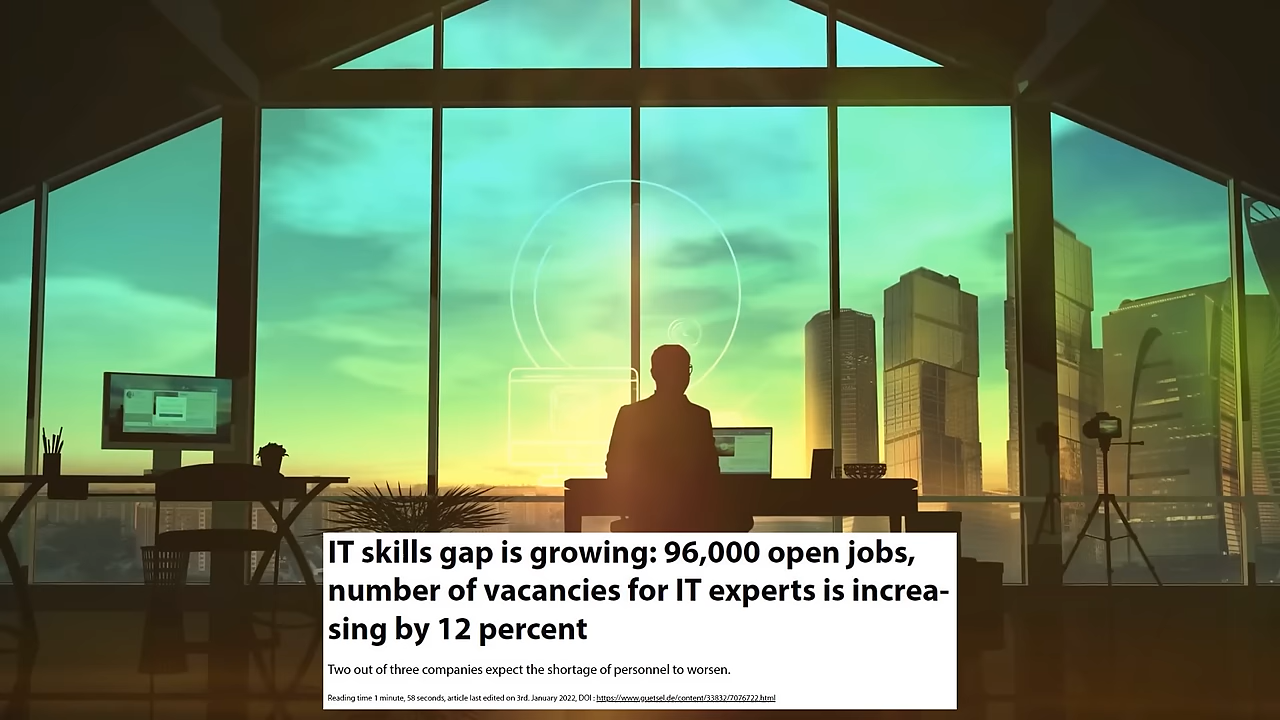 IT skills gap is growing: 96,000 open jobs,
number of vacancies for IT experts is increa-
sing by 12 percent
Two out of three companies expect the shortage of personnel to worsen.
Reading time 1 minute, 58 seconds, article last edited on 3rd. January 2022, DOI : https://www.guetsel.de/content/33832/7076722.html